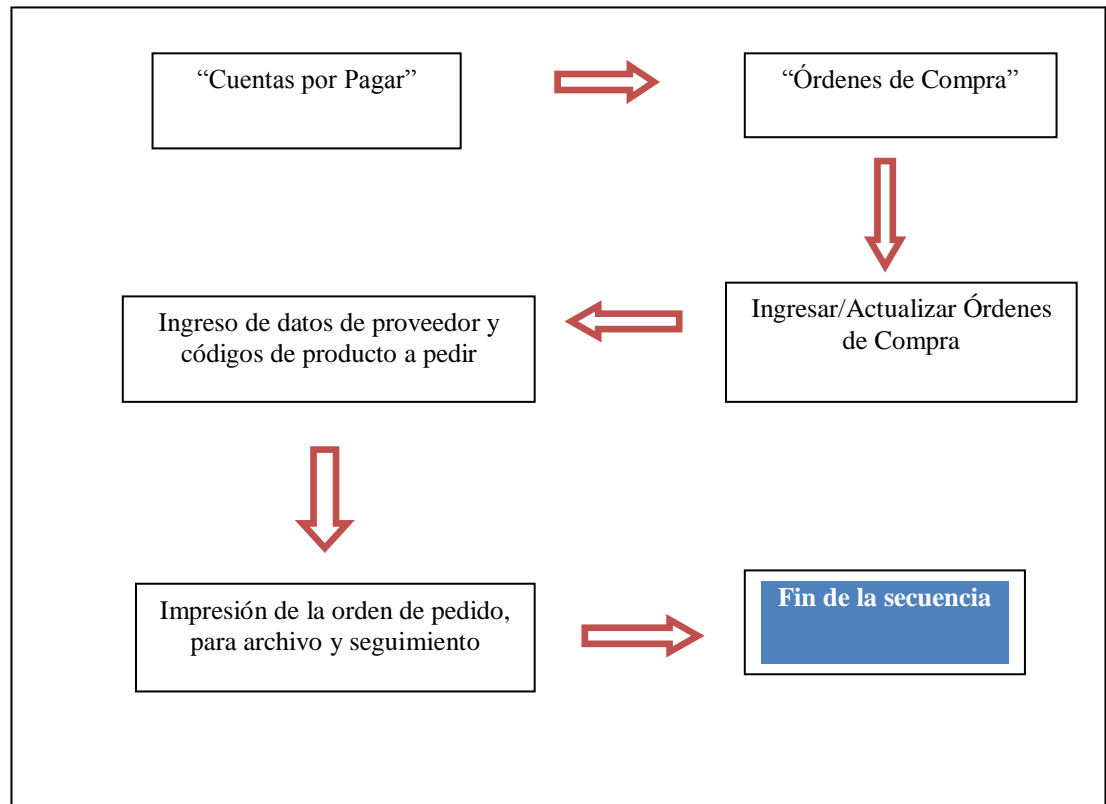 “Cuentas por Pagar”
“Órdenes de Compra”
Ingresar/Actualizar Órdenes
de Compra
Ingreso de datos de proveedor y
códigos de producto a pedir
Impresión de la orden de pedido,
para archivo y seguimiento
Fin de la secuencia